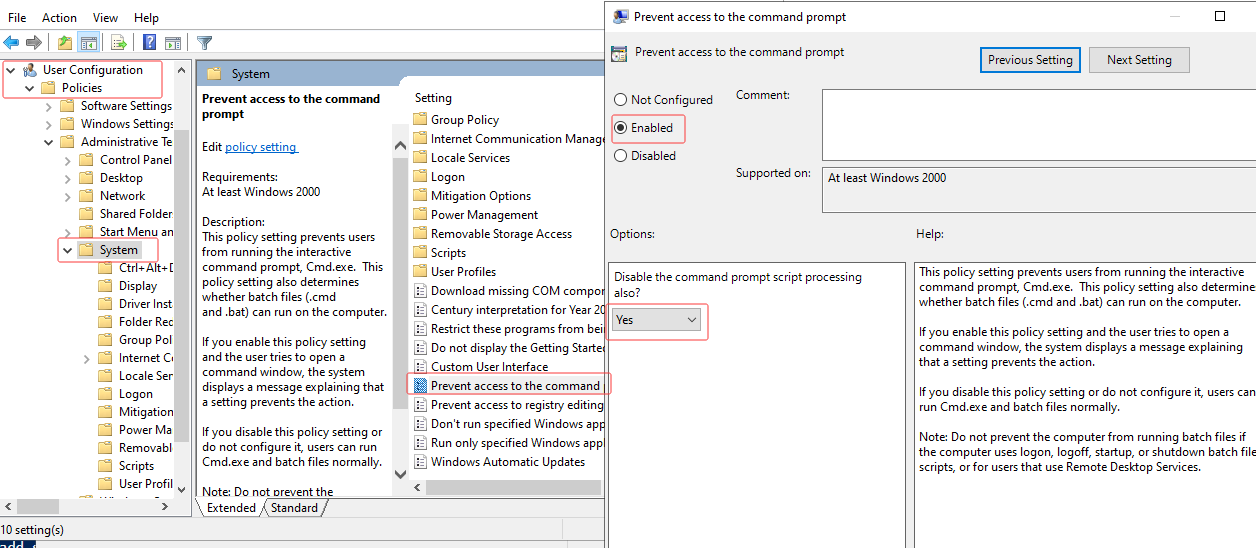 File Action View Help
User Configuration
Policies
Software Settings
Windows Settings
Administrative Te
Control Panel
Desktop
Network
Shared Folder
Start Menu an
System
Ctrl+Alt+D
Display
Driver Inst
Folder Red
Group Pol
Internet Co
Locale Serv
Logon
Mitigation
Power Ma
Removabl
Scripts
User Profil
System
Prevent access to the command
prompt
Edit policy setting
Requirements:
At least Windows 2000
Description:
This policy setting prevents users
from running the interactive
command prompt, Cmd.exe. This
policy setting also determines
whether batch files (.cmd
and .bat) can run on the computer.
If you enable this policy setting
and the user tries to open a
command window, the system
displays a message explaining that
a setting prevents the action.
If you disable this policy setting or
do not configure it, users can run
Cmd.exe and batch files normally.
Note: Do not prevent the
Setting
Group Policy
Internet Communication Manage
Locale Services
Logon
Mitigation Options
Power Management
Removable Storage Access
Scripts
User Profiles
Download missing COM compor
Century interpretation for Year 20
Restrict these programs from bein
Do not display the Getting Started
Custom User Interface
Prevent access to the command
Prevent access to registry editing
Don't run specified Windows app
Run only specified Windows appl
Windows Automatic Updates
Extended Standard
10 setting(s)
Prevent access to the command prompt
Prevent access to the command prompt
Previous Setting Next Setting
Not Configured
Enabled
Disabled
Comment:
Supported on:
At least Windows 2000
Options:
Help:
Disable the command prompt script processing
also?
Yes
This policy setting prevents users from running the interactive
command prompt, Cmd.exe. This policy setting also determines
whether batch files (.cmd and .bat) can run on the computer.
If you enable this policy setting and the user tries to open a
command window, the system displays a message explaining
that a setting prevents the action.
If you disable this policy setting or do not configure it, users can
run Cmd.exe and batch files normally.
Note: Do not prevent the computer from running batch files if
the computer uses logon, logoff, startup, or shutdown batch file
scripts, or for users that use Remote Desktop Services.